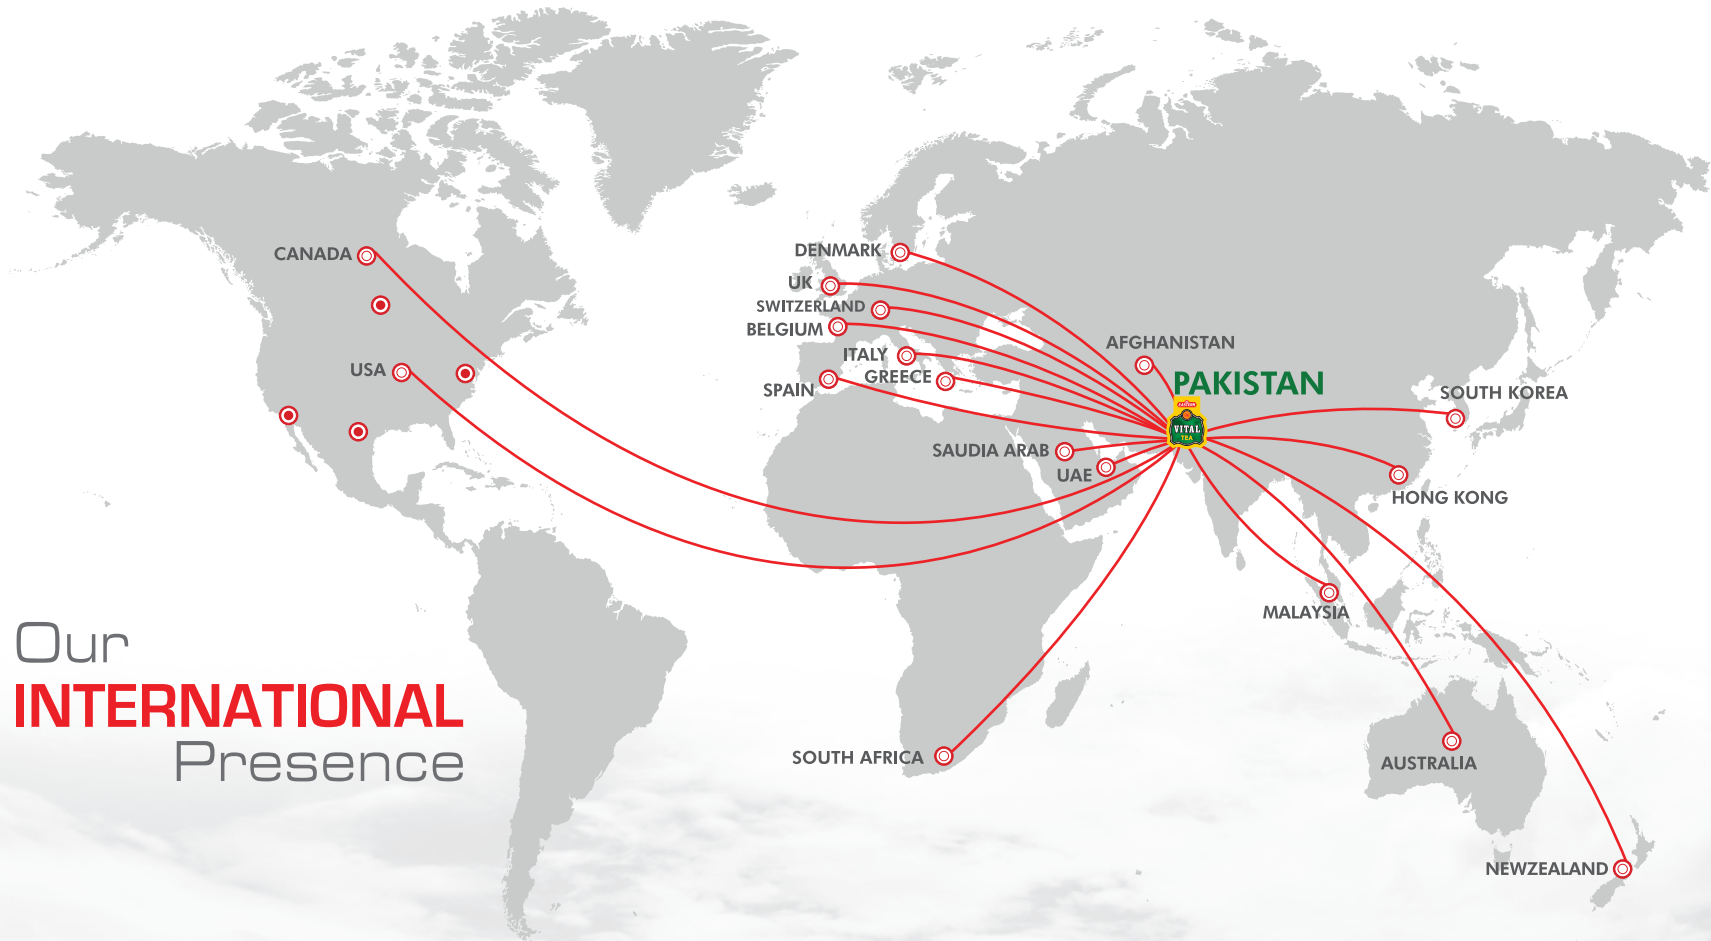 CANADA
USA
DENMARK
UK
SWITZERLAND
BELGIUM
ITALY
GREECE
SPAIN
AFGHANISTAN
PAKISTAN
EASTERN
VITAL
TEA
SOUTH KOREA
SAUDIA ARAB
UAE
HONG KONG
MALAYSIA
SOUTH AFRICA
AUSTRALIA
NEWZEALAND
Our
INTERNATIONAL
Presence